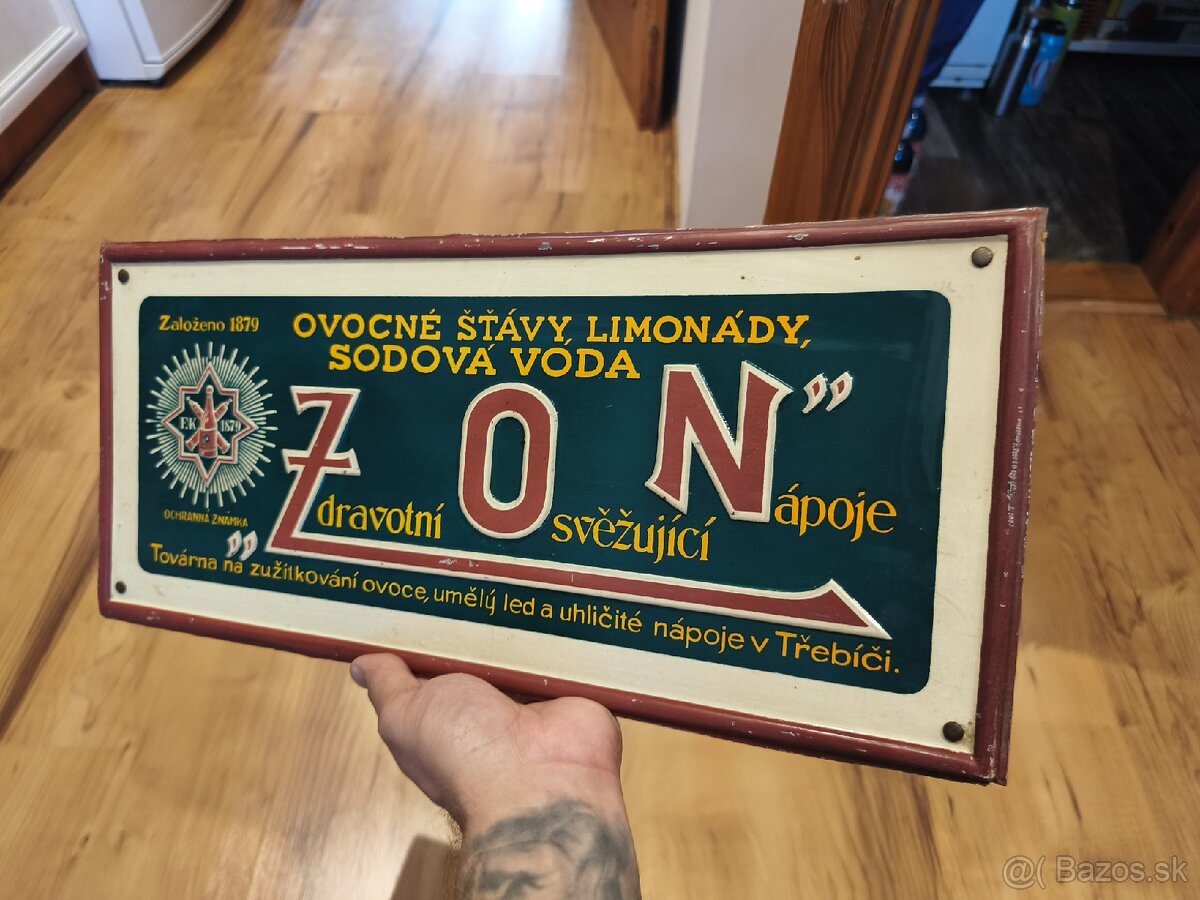 Založeno 1879
OVOCNÉ ŠŤÁVY, LIMONÁDY,
SODOVÁ VODA
EK 1879
OCHRANNÁ ZNÁMKA
„ZON”
Zdravotní Osvěžující Nápoje
Továrna na zužitkování ovoce, umělý led a uhličité nápoje v Třebíči.
@( Bazos.sk